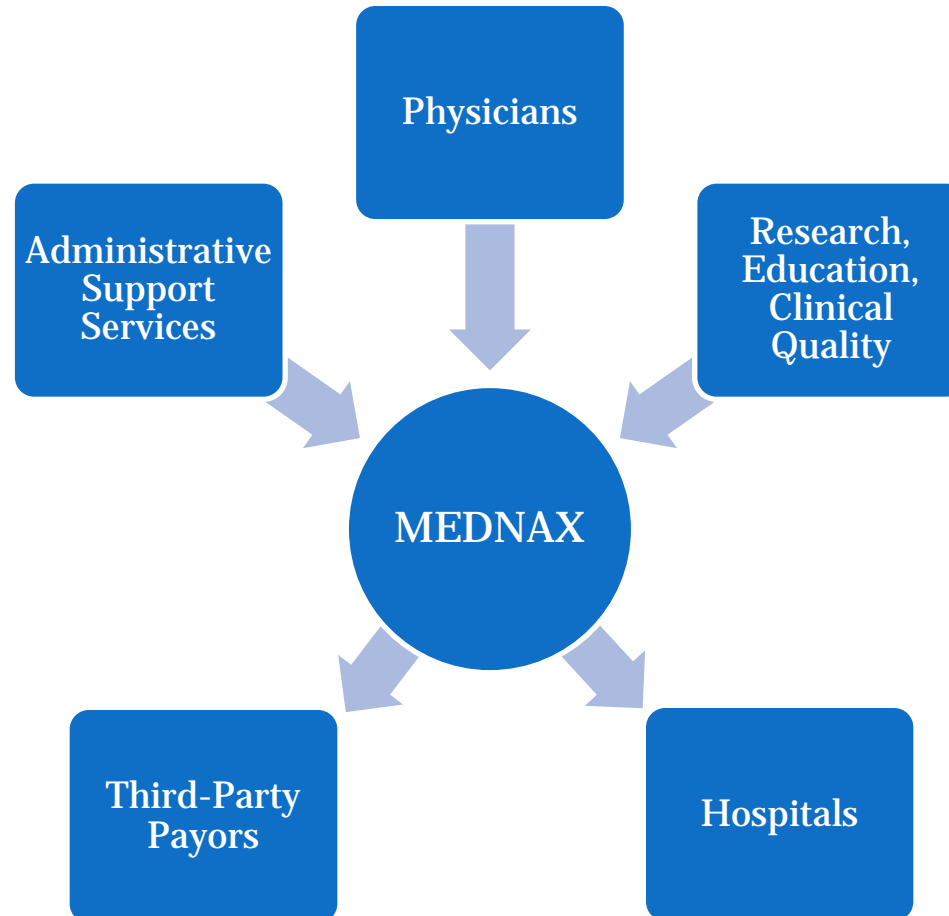 Physicians
Administrative
Support
Services
Research,
Education,
Clinical
Quality
MEDNAX
Third-Party
Payors
Hospitals